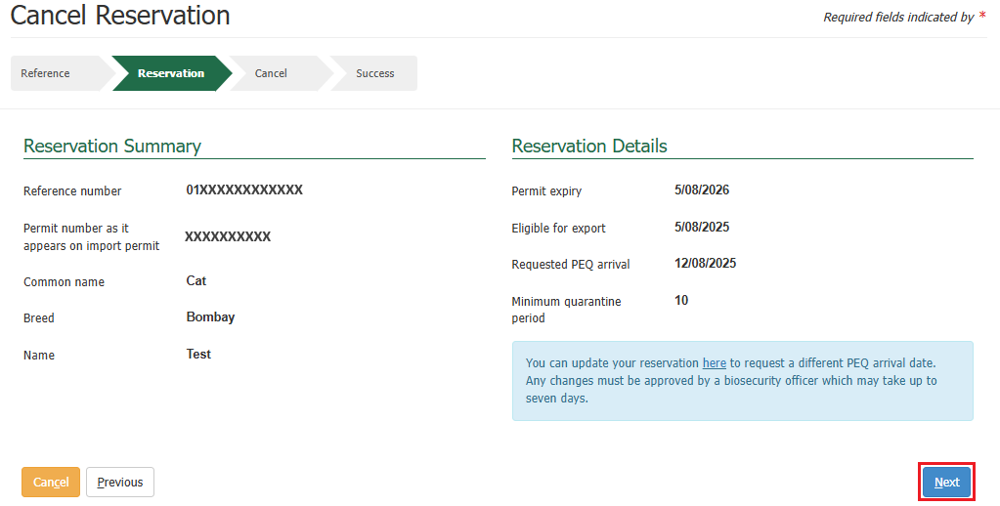 Cancel Reservation
Required fields indicated by *
Reference
Reservation
Cancel
Success
Reservation Summary
Reference number
01XXXXXXXXXXXX
Permit number as it
appears on import permit
XXXXXXXXXX
Common name
Cat
Breed
Bombay
Name
Test
Reservation Details
Permit expiry
5/08/2026
Eligible for export
5/08/2025
Requested PEQ arrival
12/08/2025
Minimum quarantine
period
10
You can update your reservation here to request a different PEQ arrival date.
Any changes must be approved by a biosecurity officer which may take up to
seven days.
Cancel
Previous
Next